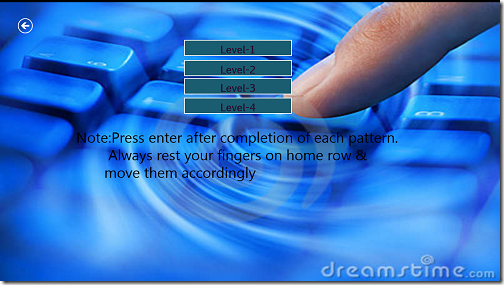 Level-1
Level-2
Level-3
Level-4
Note:Press enter after completion of each pattern.
Always rest your fingers on home row &
move them accordingly
dreamstime.com